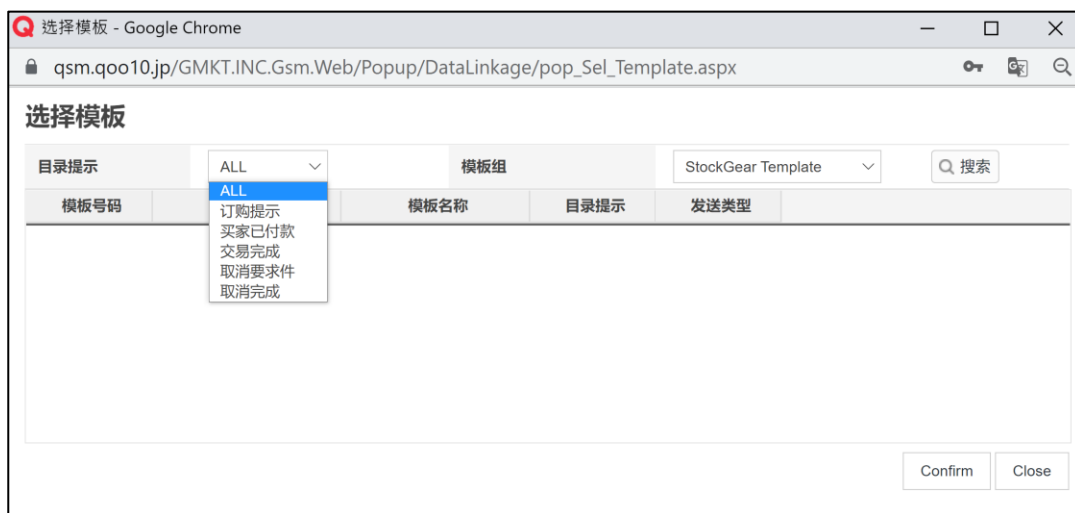 选择模板 - Google Chrome
qsm.qoo10.jp/GMKT.INC.Gsm.Web/Popup/DataLinkage/pop_Sel_Template.aspx
选择模板
目录提示 ALL 模板组 StockGear Template 搜索
模板号码 模板名称 目录提示 发送类型
ALL
订购提示
买家已付款
交易完成
取消要求件
取消完成
Confirm Close